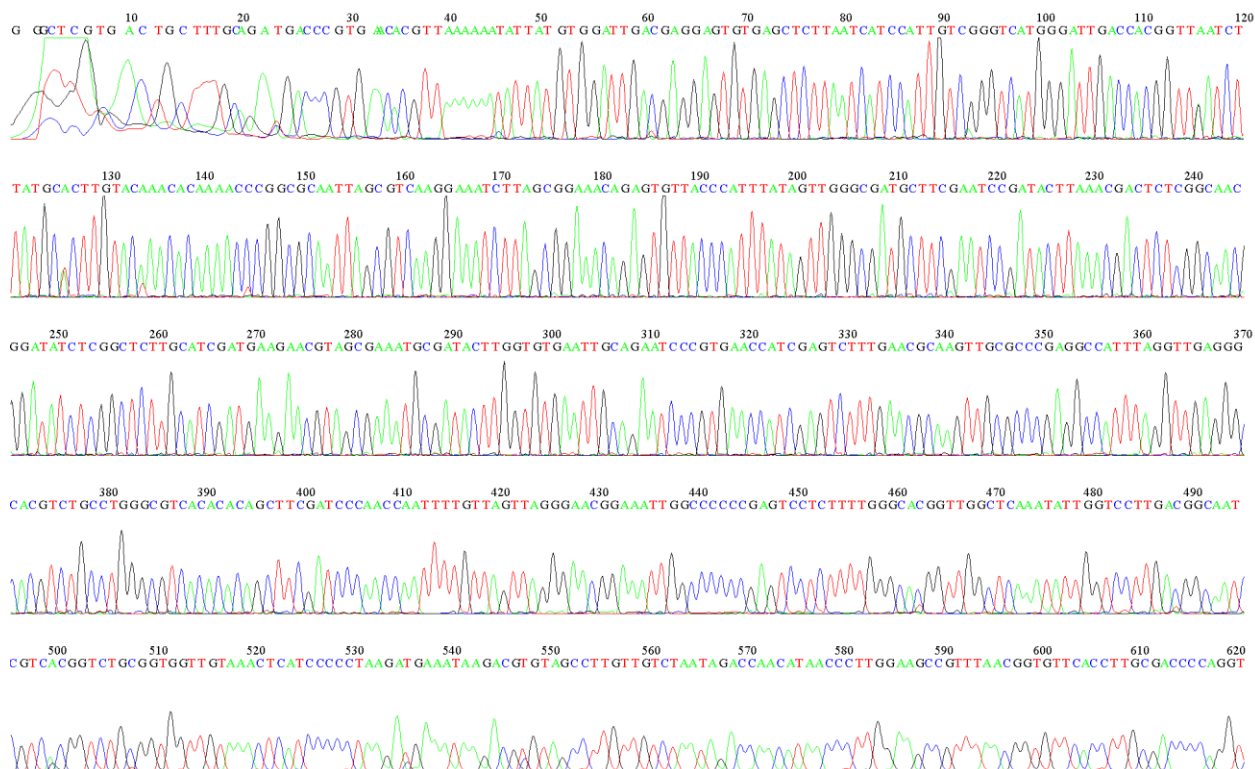 10 20 30 40 50 60 70 80 90 100 110 120
G GGCTCGTGACTGCTTTGCAGATGACCCGTGAACACGTTAAAAAATATTATGTGGATTGACGAGGAGTGTGAGCTCTTAATCATCCATTGTCGGGTCATGGGATTGACCACGGTTAATCT
130 140 150 160 170 180 190 200 210 220 230 240
TATGCACTTGTACAAACACAAAACCCGGCGCAATTAGCGTCAAGGAAATCTTAGCGGAAACAGAGTGTTACCCATTTATAGTTGGGCGATGCTTCGAATCCGATACTTAAACGACTCTCGGCAAC
250 260 270 280 290 300 310 320 330 340 350 360 370
GGATATCTCGGCTCTTGCATCGATGAAGAACGTAGCGAAATGCGATACTTGGTGTGAATTGCAGAATCCCGTGAACCATCGAGTCTTTGAACGCAAGTTGCGCCCGAGGCCATTTAGGTTGAGGG
380 390 400 410 420 430 440 450 460 470 480 490
CACGTCTGCCTGGGCGTCACACACAGCTTCGATCCCAACCAATTTTGTTAGTTAGGGAACGGAAATTGGCCCCCCGAGTCCTCTTTTGGGCACGGTTGGCTCAAATATTGGTCCTTGACGGCAAT
500 510 520 530 540 550 560 570 580 590 600 610 620
CGTCACGGTCTGCGGTGGTTGTAAACTCATCCCCCTAAGATGAAATAAGACGTGTAGCCTTGTTGTCTAATAGACCAACATAACCCTTGGAAGCCGTTTAACGGTGTTCACCTTGCGACCCCAGGT